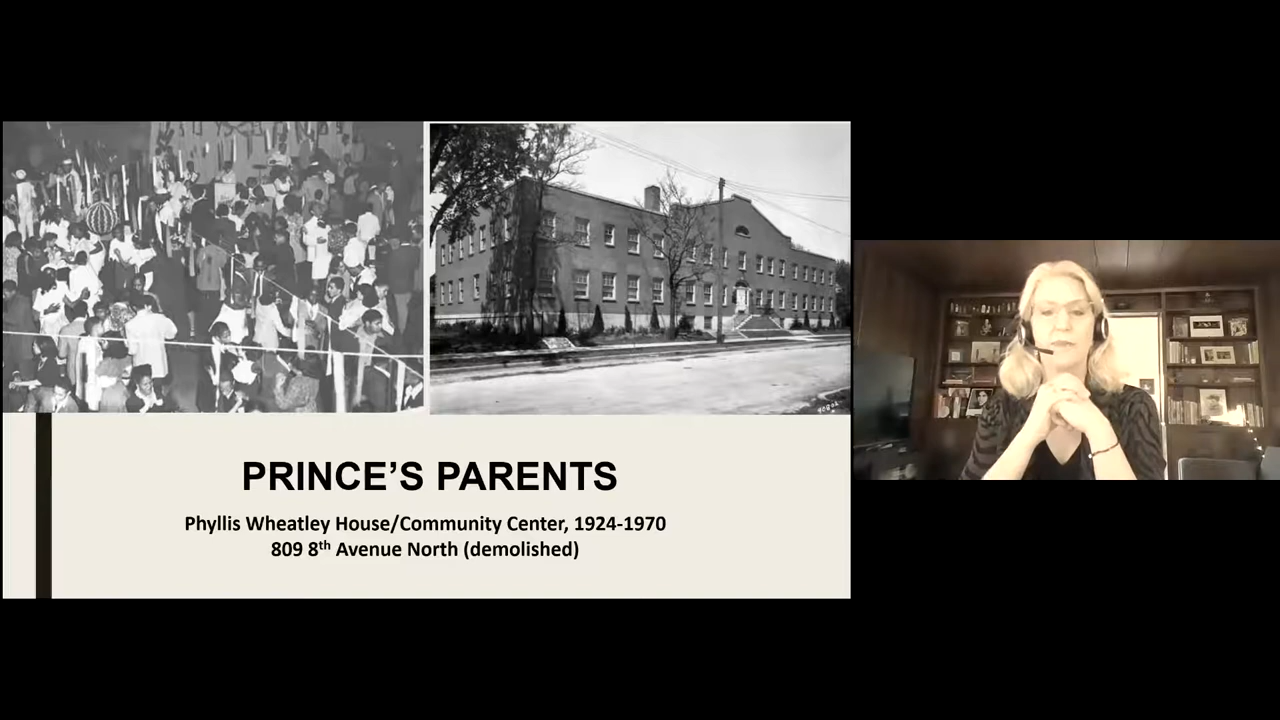 PRINCE’S PARENTS
Phyllis Wheatley House/Community Center, 1924-1970
809 8th Avenue North (demolished)